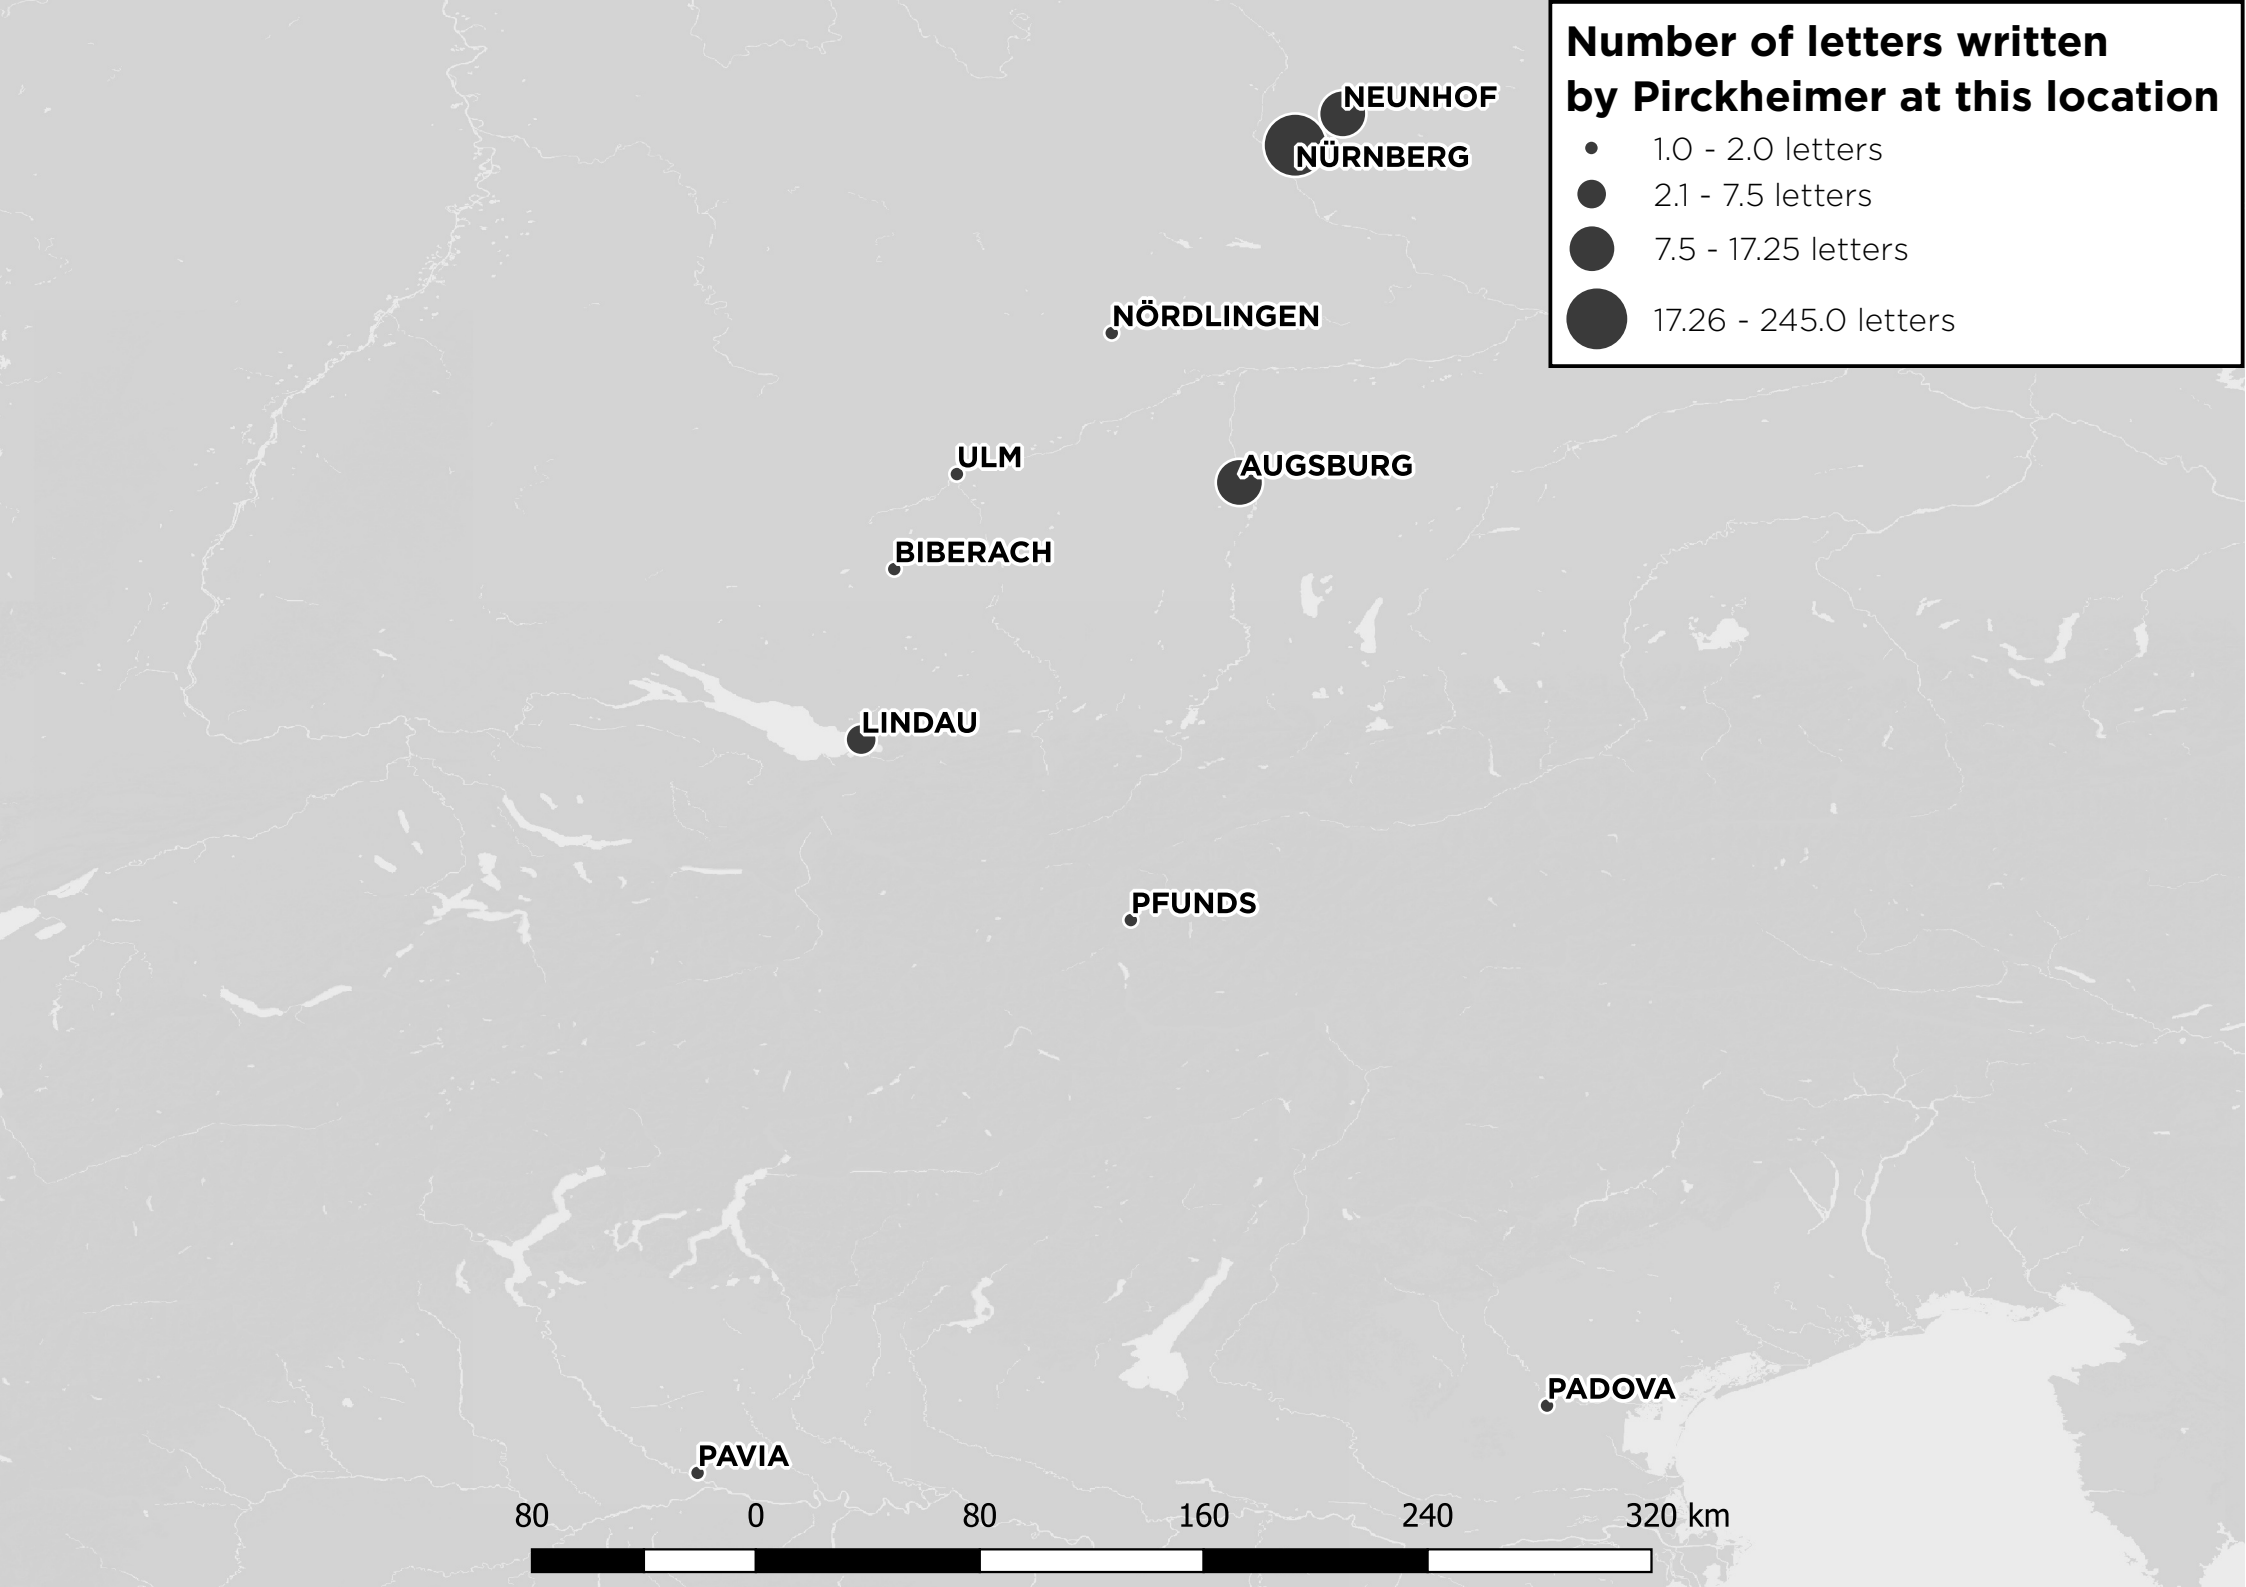 Number of letters written
by Pirckheimer at this location
1.0 - 2.0 letters
2.1 - 7.5 letters
7.5 - 17.25 letters
17.26 - 245.0 letters
NEUNHOF
NÜRNBERG
NÖRDLINGEN
ULM
AUGSBURG
BIBERACH
LINDAU
PFUNDS
PADOVA
PAVIA
80 0 80 160 240 320 km